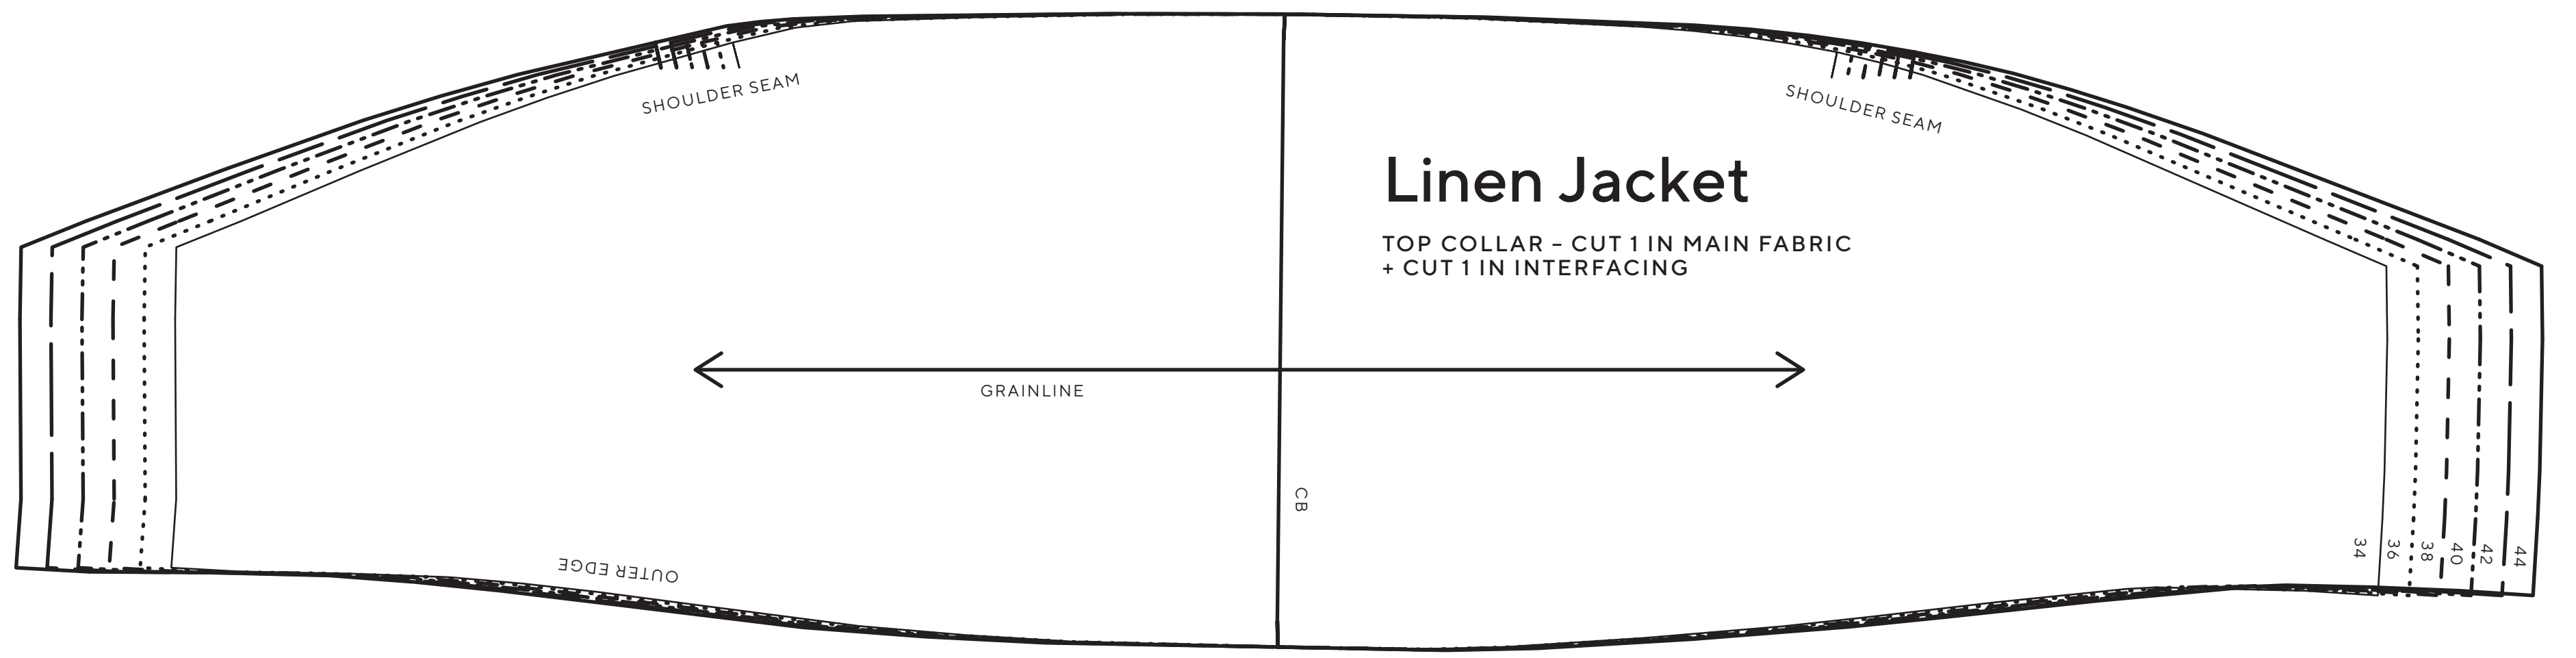 SHOULDER SEAM
SHOULDER SEAM
Linen Jacket
TOP COLLAR – CUT 1 IN MAIN FABRIC
+ CUT 1 IN INTERFACING
GRAINLINE
CB
OUTER EDGE
34
36
38
40
42
44